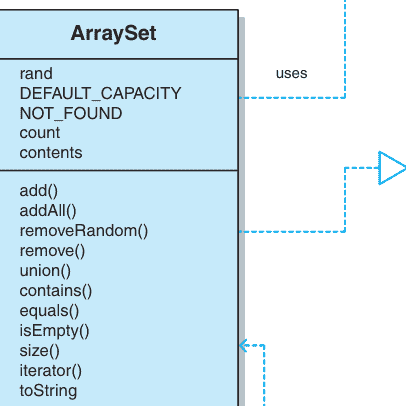 ArraySet
rand
DEFAULT_CAPACITY
NOT_FOUND
count
contents
uses
add()
addAll()
removeRandom()
remove()
union()
contains()
equals()
isEmpty()
size()
iterator()
toString